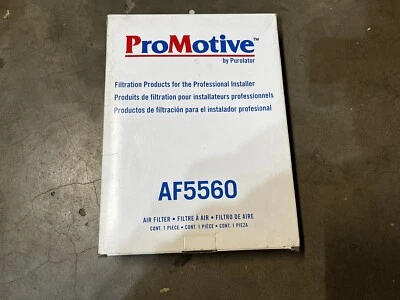 ProMotive™
by Purolator
Filtration Products for the Professional Installer
Produits de filtration pour installateurs professionnels
Productos de filtración para el instalador profesional
AF5560
AIR FILTER • FILTRE À AIR • FILTRO DE AIRE
CONT. 1 PIECE • CONT. 1 PIÈCE • CONT. 1 PIEZA